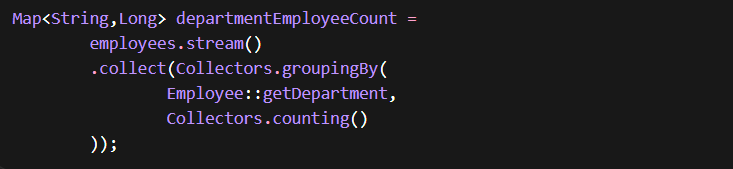 Map<String,Long> departmentEmployeeCount =
        employees.stream()
        .collect(Collectors.groupingBy(
                Employee::getDepartment,
                Collectors.counting()
        ));